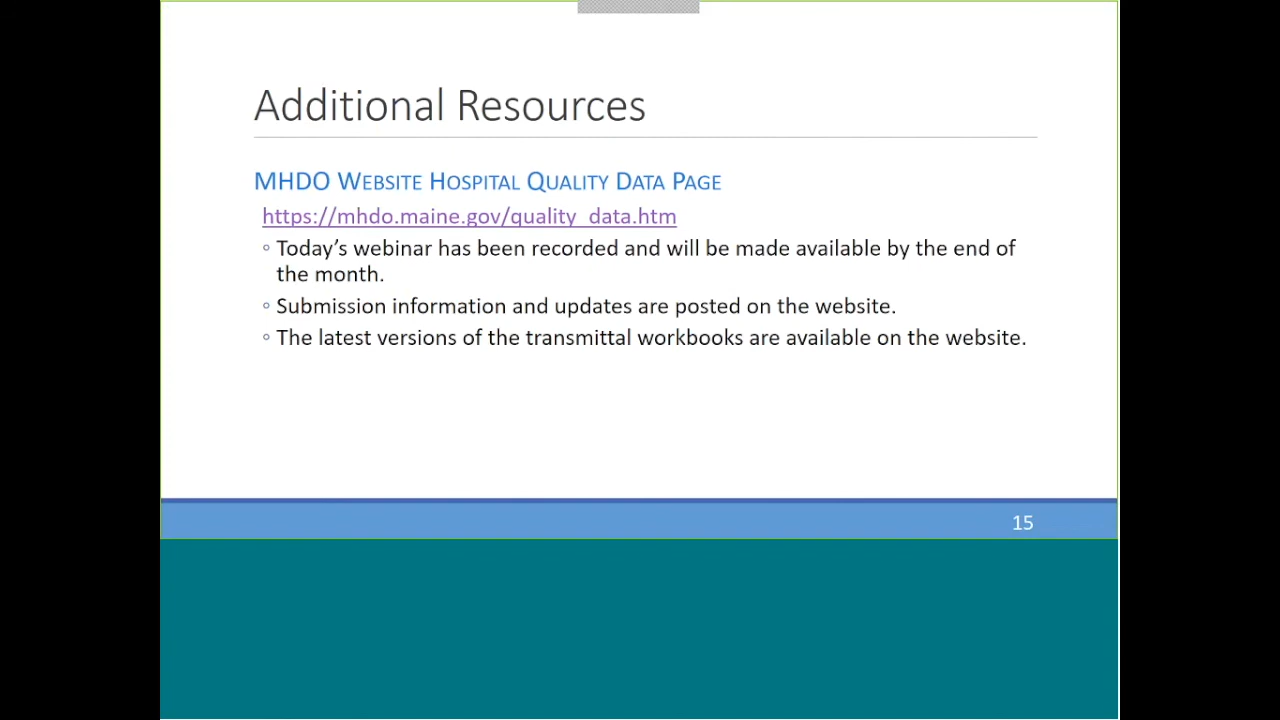 Additional Resources
MHDO WEBSITE HOSPITAL QUALITY DATA PAGE
https://mhdo.maine.gov/quality_data.htm
◦ Today’s webinar has been recorded and will be made available by the end of
the month.
◦ Submission information and updates are posted on the website.
◦ The latest versions of the transmittal workbooks are available on the website.
15